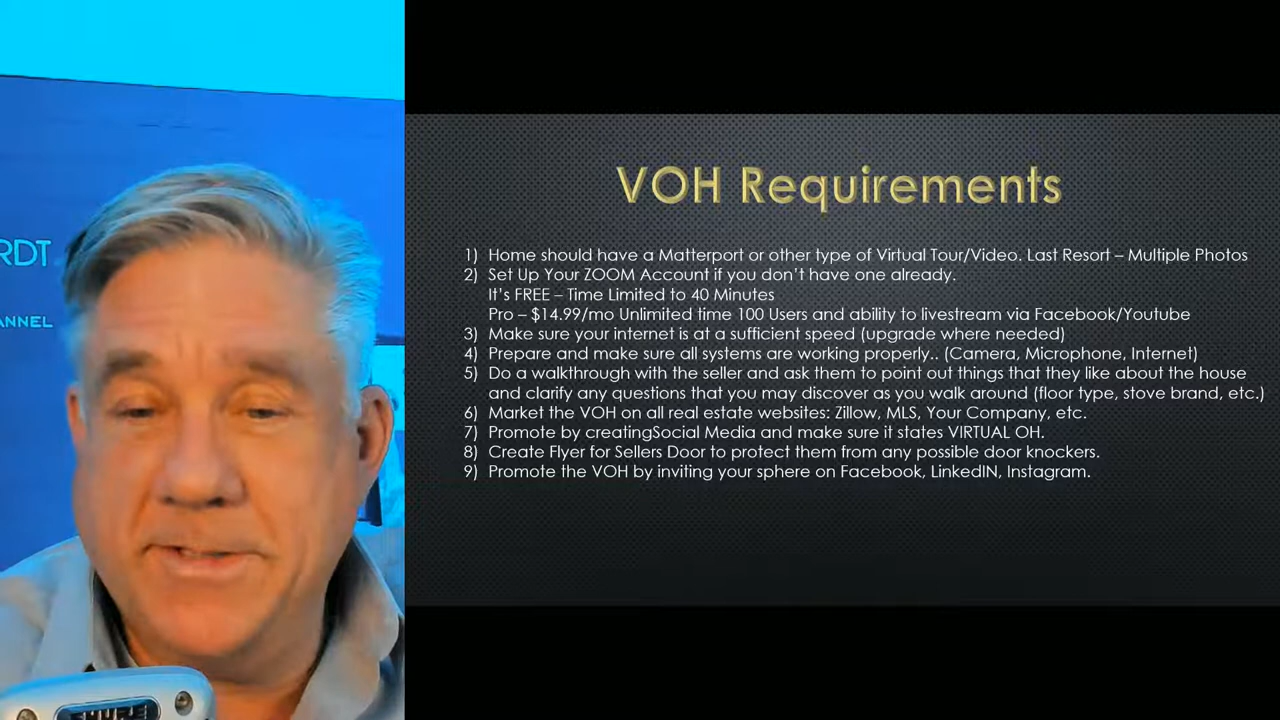 RDT
ANNEL
SHURE
VOH Requirements
1) Home should have a Matterport or other type of Virtual Tour/Video. Last Resort – Multiple Photos
2) Set Up Your ZOOM Account if you don't have one already.
It's FREE – Time Limited to 40 Minutes
Pro – $14.99/mo Unlimited time 100 Users and ability to livestream via Facebook/Youtube
3) Make sure your internet is at a sufficient speed (upgrade where needed)
4) Prepare and make sure all systems are working properly.. (Camera, Microphone, Internet)
5) Do a walkthrough with the seller and ask them to point out things that they like about the house
and clarify any questions that you may discover as you walk around (floor type, stove brand, etc.)
6) Market the VOH on all real estate websites: Zillow, MLS, Your Company, etc.
7) Promote by creatingSocial Media and make sure it states VIRTUAL OH.
8) Create Flyer for Sellers Door to protect them from any possible door knockers.
9) Promote the VOH by inviting your sphere on Facebook, LinkedIN, Instagram.